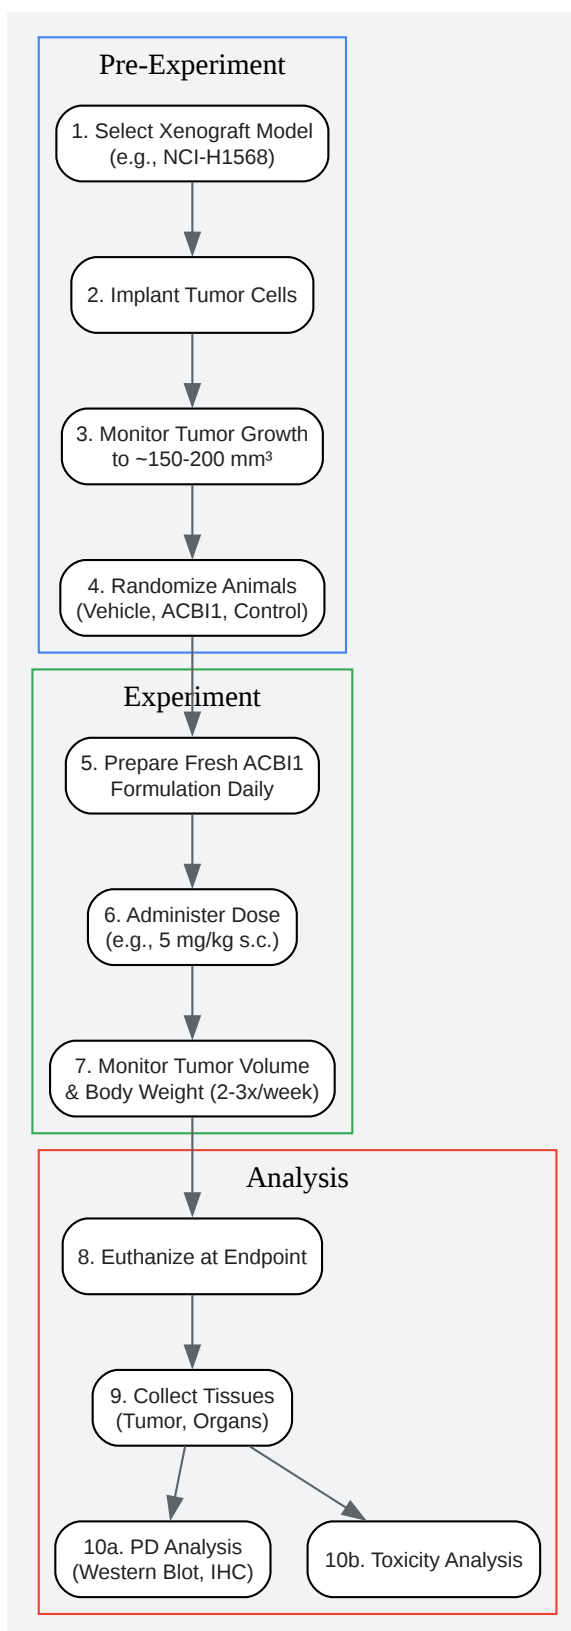 Pre-Experiment
1. Select Xenograft Model
(e.g., NCI-H1568)
2. Implant Tumor Cells
3. Monitor Tumor Growth
to ~150-200 mm³
4. Randomize Animals
(Vehicle, ACBI1, Control)
Experiment
5. Prepare Fresh ACBI1
Formulation Daily
6. Administer Dose
(e.g., 5 mg/kg s.c.)
7. Monitor Tumor Volume
& Body Weight (2-3x/week)
Analysis
8. Euthanize at Endpoint
9. Collect Tissues
(Tumor, Organs)
10a. PD Analysis
(Western Blot, IHC)
10b. Toxicity Analysis